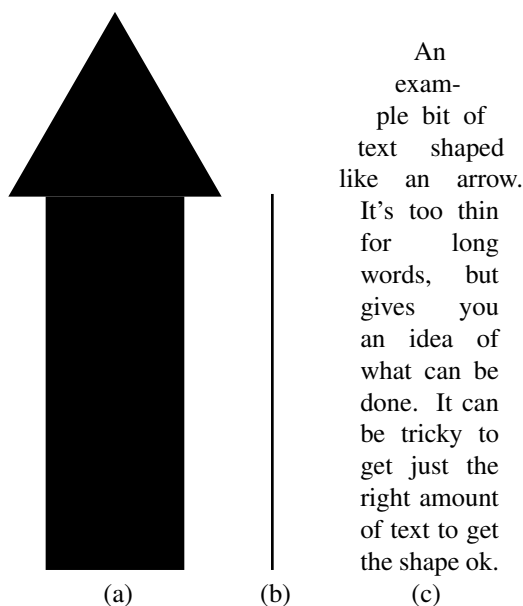 An
exam-
ple bit of
text shaped
like an arrow.
It's too thin
for long
words, but
gives you
an idea of
what can be
done. It can
be tricky to
get just the
right amount
of text to get
the shape ok.
(a) (b) (c)